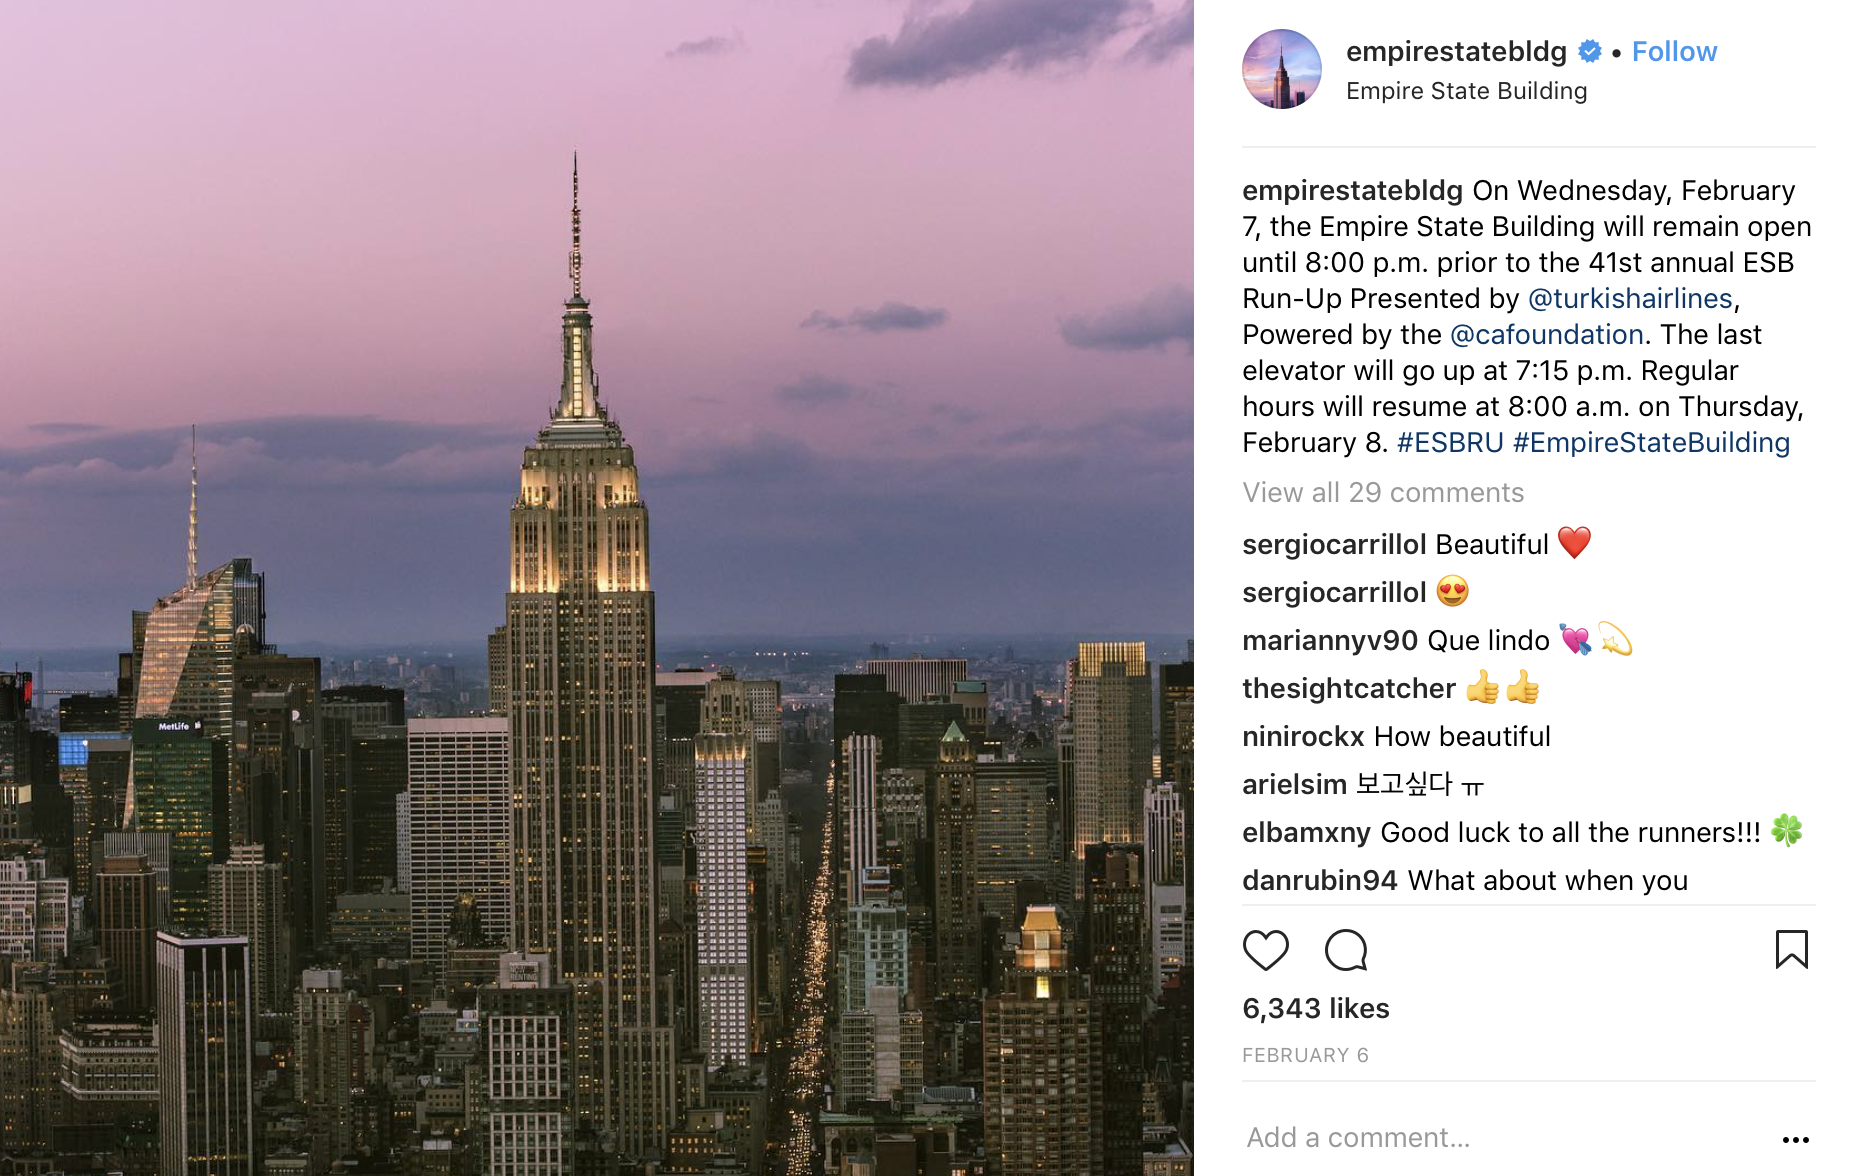 MetLife
NOW
RENTING
empirestatebldg • Follow
Empire State Building
empirestatebldg On Wednesday, February
7, the Empire State Building will remain open
until 8:00 p.m. prior to the 41st annual ESB
Run-Up Presented by @turkishairlines,
Powered by the @cafoundation. The last
elevator will go up at 7:15 p.m. Regular
hours will resume at 8:00 a.m. on Thursday,
February 8. #ESBRU #EmpireStateBuilding
View all 29 comments
sergiocarrillol Beautiful ❤️
sergiocarrillol 😍
mariannyv90 Que lindo 💘💫
thesightcatcher 👍👍
ninirockx How beautiful
arielsim 보고싶다 ㅠ
elbamxny Good luck to all the runners!!! 🍀
danrubin94 What about when you
6,343 likes
FEBRUARY 6
Add a comment...